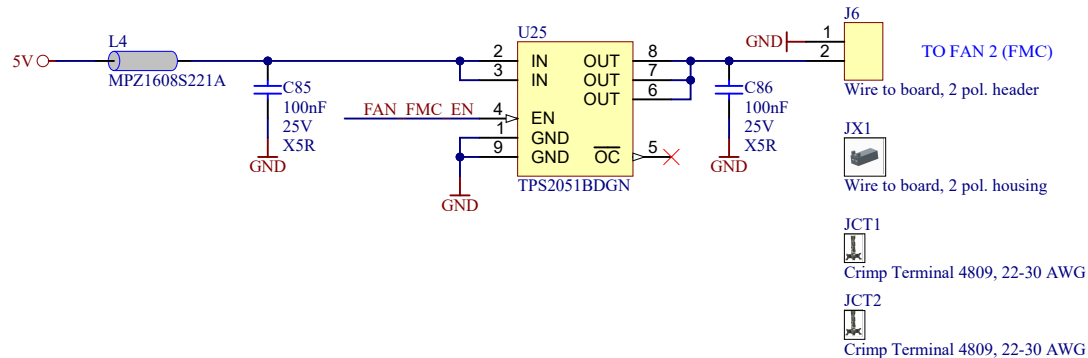 L4
5V
MPZ1608S221A
C85
100nF
25V
X5R
GND
FAN_FMC_EN
GND
U25
2 IN OUT 8
3 IN OUT 7
OUT 6
4 EN
1 GND
9 GND OC 5
TPS2051BDGN
C86
100nF
25V
X5R
GND
J6
GND 1
2
TO FAN 2 (FMC)
Wire to board, 2 pol. header
JX1
Wire to board, 2 pol. housing
JCT1
Crimp Terminal 4809, 22-30 AWG
JCT2
Crimp Terminal 4809, 22-30 AWG